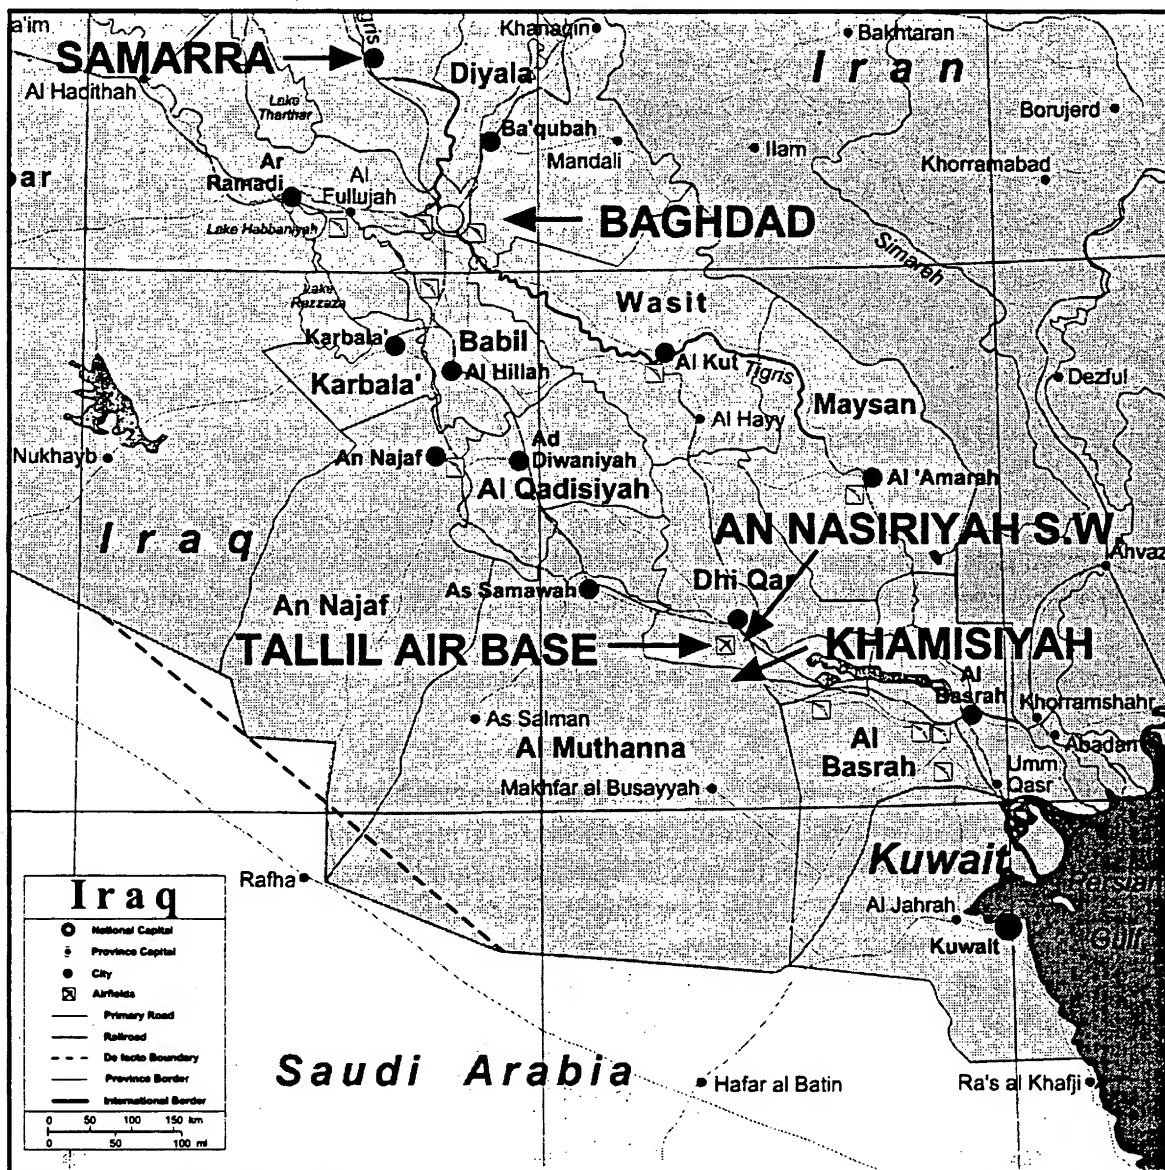 a'im
Tigris
Khanaqin
Bakhtaran
SAMARRA
Diyala
Iran
Al Hadithah
Lake
Tharthar
Borujerd
Ba'qubah
Mandali
Ilam
Khorramabad
Ar
Ramadi
Al
Fullujah
ar
Lake Habbaniyah
BAGHDAD
Simareh
Lake
Razzaza
Wasit
Karbala'
Babil
Al Kut
Tigris
Al Hillah
Karbala'
Dezful
Maysan
Al Hayy
Nukhayb
An Najaf
Ad
Diwaniyah
Al Qadisiyah
Al 'Amarah
Iraq
AN NASIRIYAH S.W.
Ahvaz
Dhi Qar
As Samawah
An Najaf
TALLIL AIR BASE
KHAMISIYAH
Al
Basrah
Khorramshahr
As Salman
Al Muthanna
Al
Basrah
Abadan
Umm
Qasr
Makhfar al Busayyah
Kuwait
Rafha
Persian
Gulf
Al Jahrah
Kuwait
Iraq
National Capital
Province Capital
City
Airfields
Primary Road
Railroad
De facto Boundary
Province Border
International Border
0 50 100 150 km
0 50 100 mi
Saudi Arabia
Hafar al Batin
Ra's al Khafji